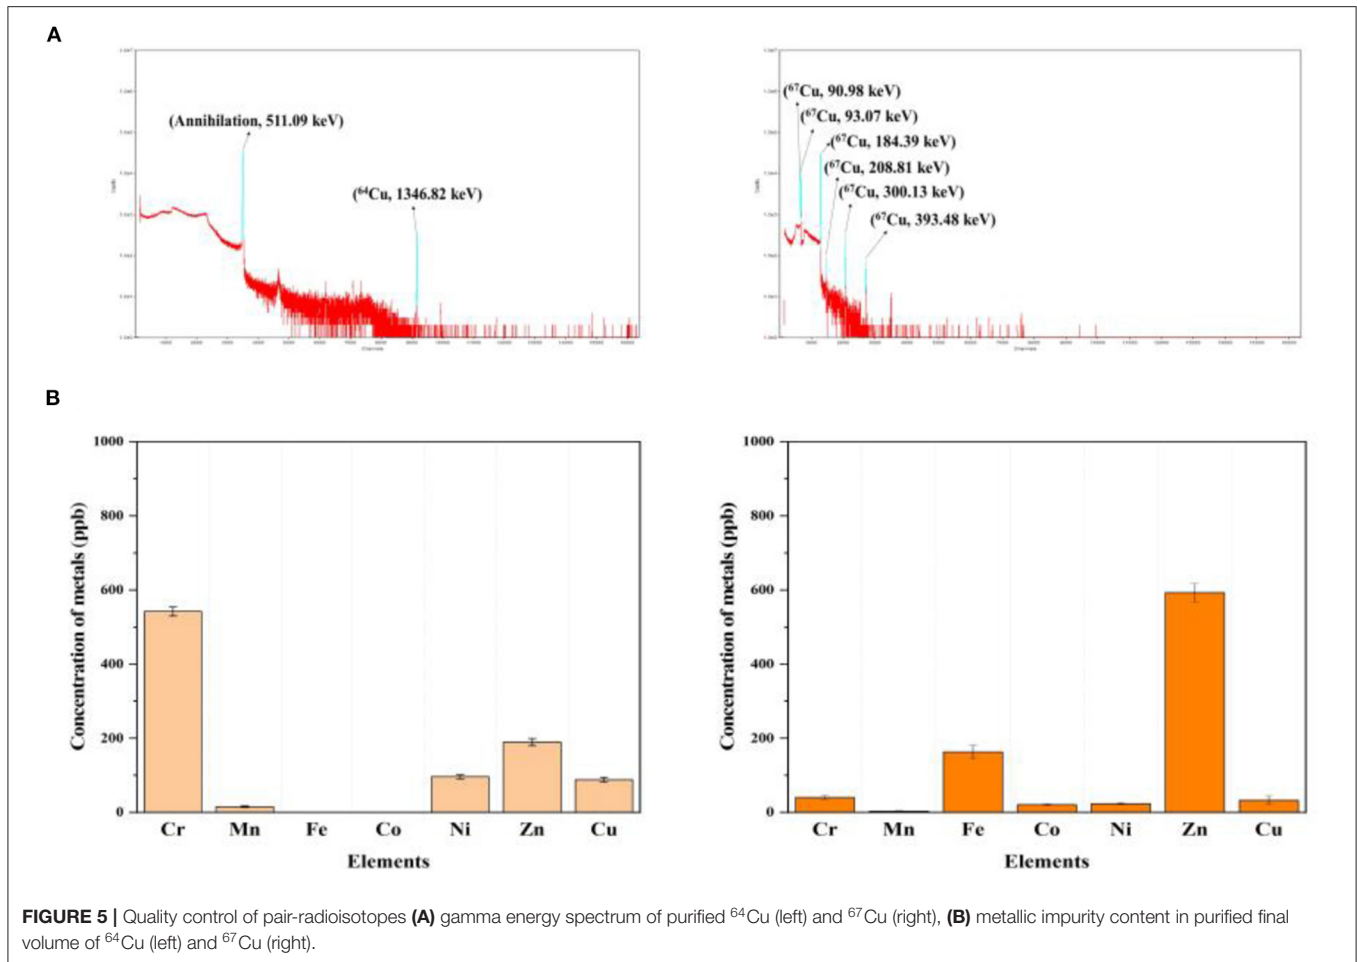 A
(Annihilation, 511.09 keV)
(⁶⁴Cu, 1346.82 keV)
(⁶⁷Cu, 90.98 keV)
(⁶⁷Cu, 93.07 keV)
(⁶⁷Cu, 184.39 keV)
(⁶⁷Cu, 208.81 keV)
(⁶⁷Cu, 300.13 keV)
(⁶⁷Cu, 393.48 keV)
B
Concentration of metals (ppb)
1000
800
600
400
200
0
Cr Mn Fe Co Ni Zn Cu
Elements
Concentration of metals (ppb)
1000
800
600
400
200
0
Cr Mn Fe Co Ni Zn Cu
Elements
FIGURE 5 | Quality control of pair-radioisotopes (A) gamma energy spectrum of purified ⁶⁴Cu (left) and ⁶⁷Cu (right), (B) metallic impurity content in purified final
volume of ⁶⁴Cu (left) and ⁶⁷Cu (right).